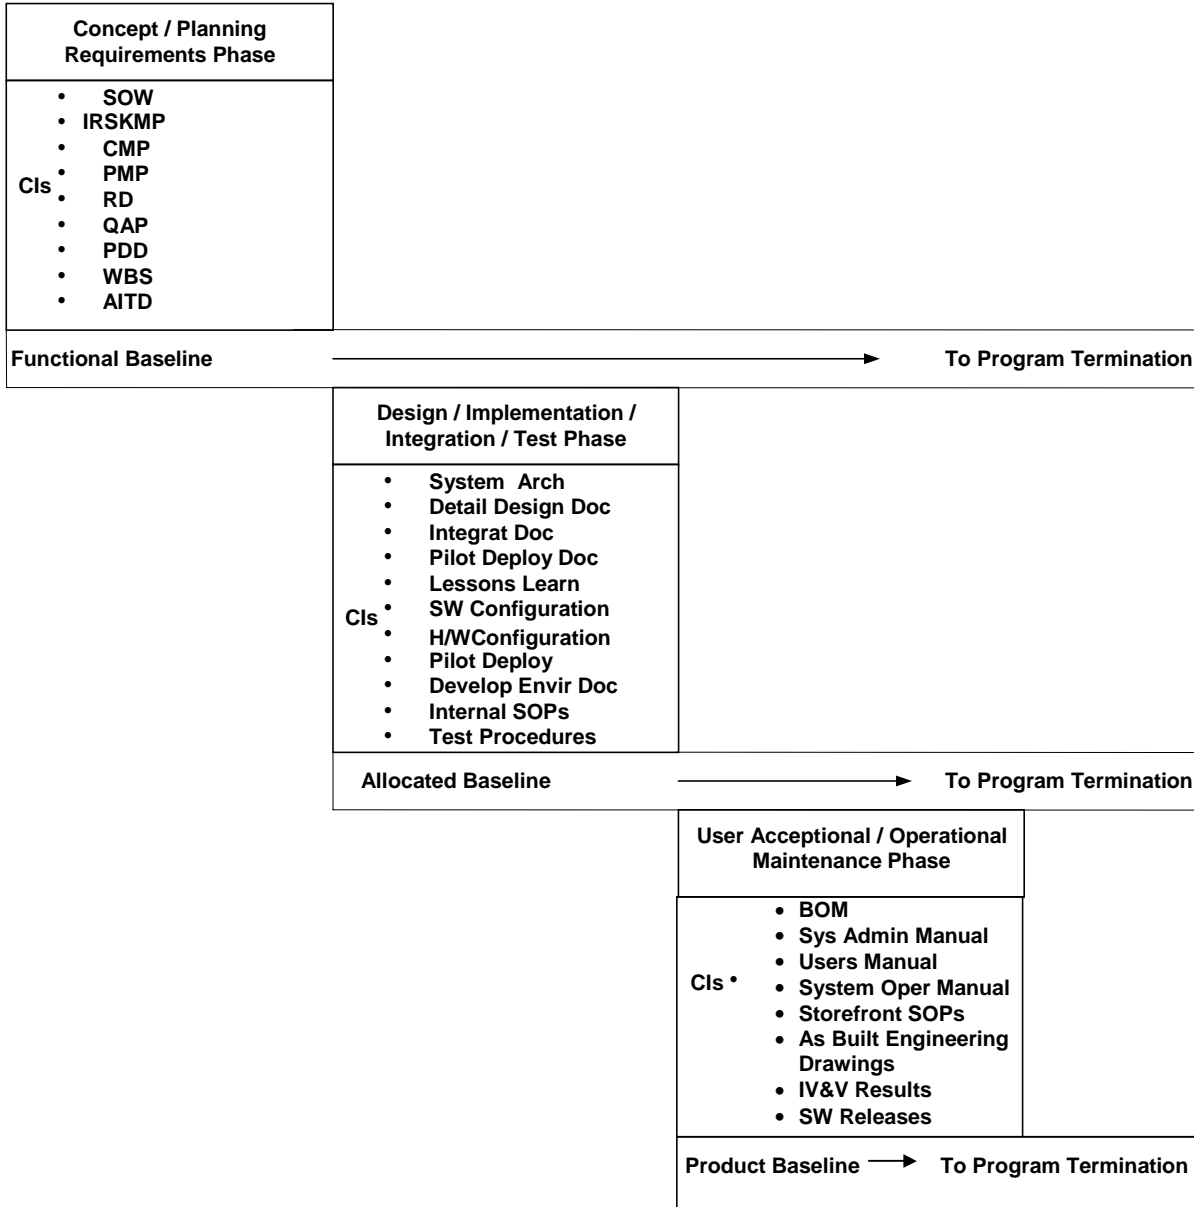 Concept / Planning
Requirements Phase
• SOW
• IRSKMP
• CMP
• PMP
CIs
• RD
• QAP
• PDD
• WBS
• AITD
Functional Baseline To Program Termination
Design / Implementation /
Integration / Test Phase
• System Arch
• Detail Design Doc
• Integrat Doc
• Pilot Deploy Doc
• Lessons Learn
• SW Configuration
CIs
• H/WConfiguration
• Pilot Deploy
• Develop Envir Doc
• Internal SOPs
• Test Procedures
Allocated Baseline To Program Termination
User Acceptional / Operational
Maintenance Phase
• BOM
• Sys Admin Manual
• Users Manual
CIs •
• System Oper Manual
• Storefront SOPs
• As Built Engineering
Drawings
• IV&V Results
• SW Releases
Product Baseline To Program Termination